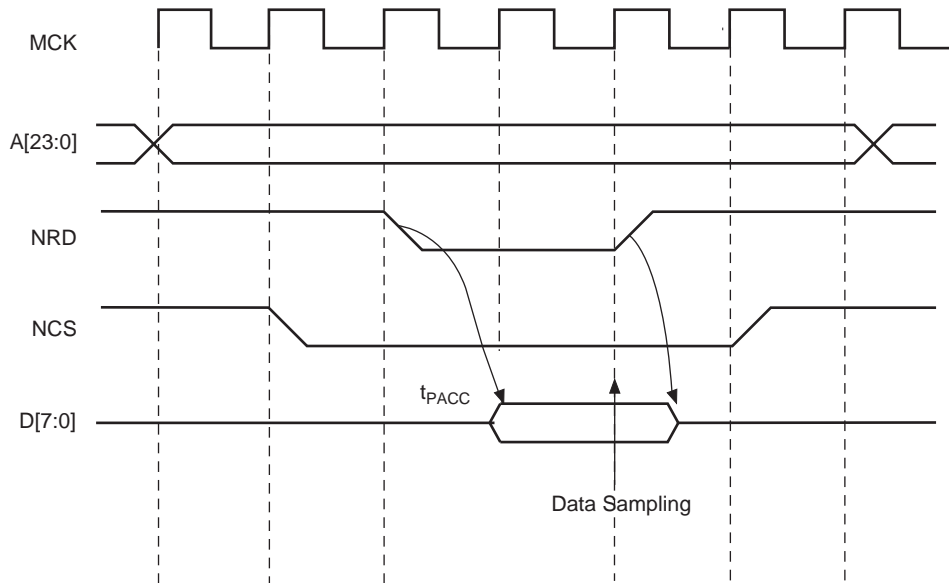 MCK
A[23:0]
NRD
NCS
tPACC
D[7:0]
Data Sampling